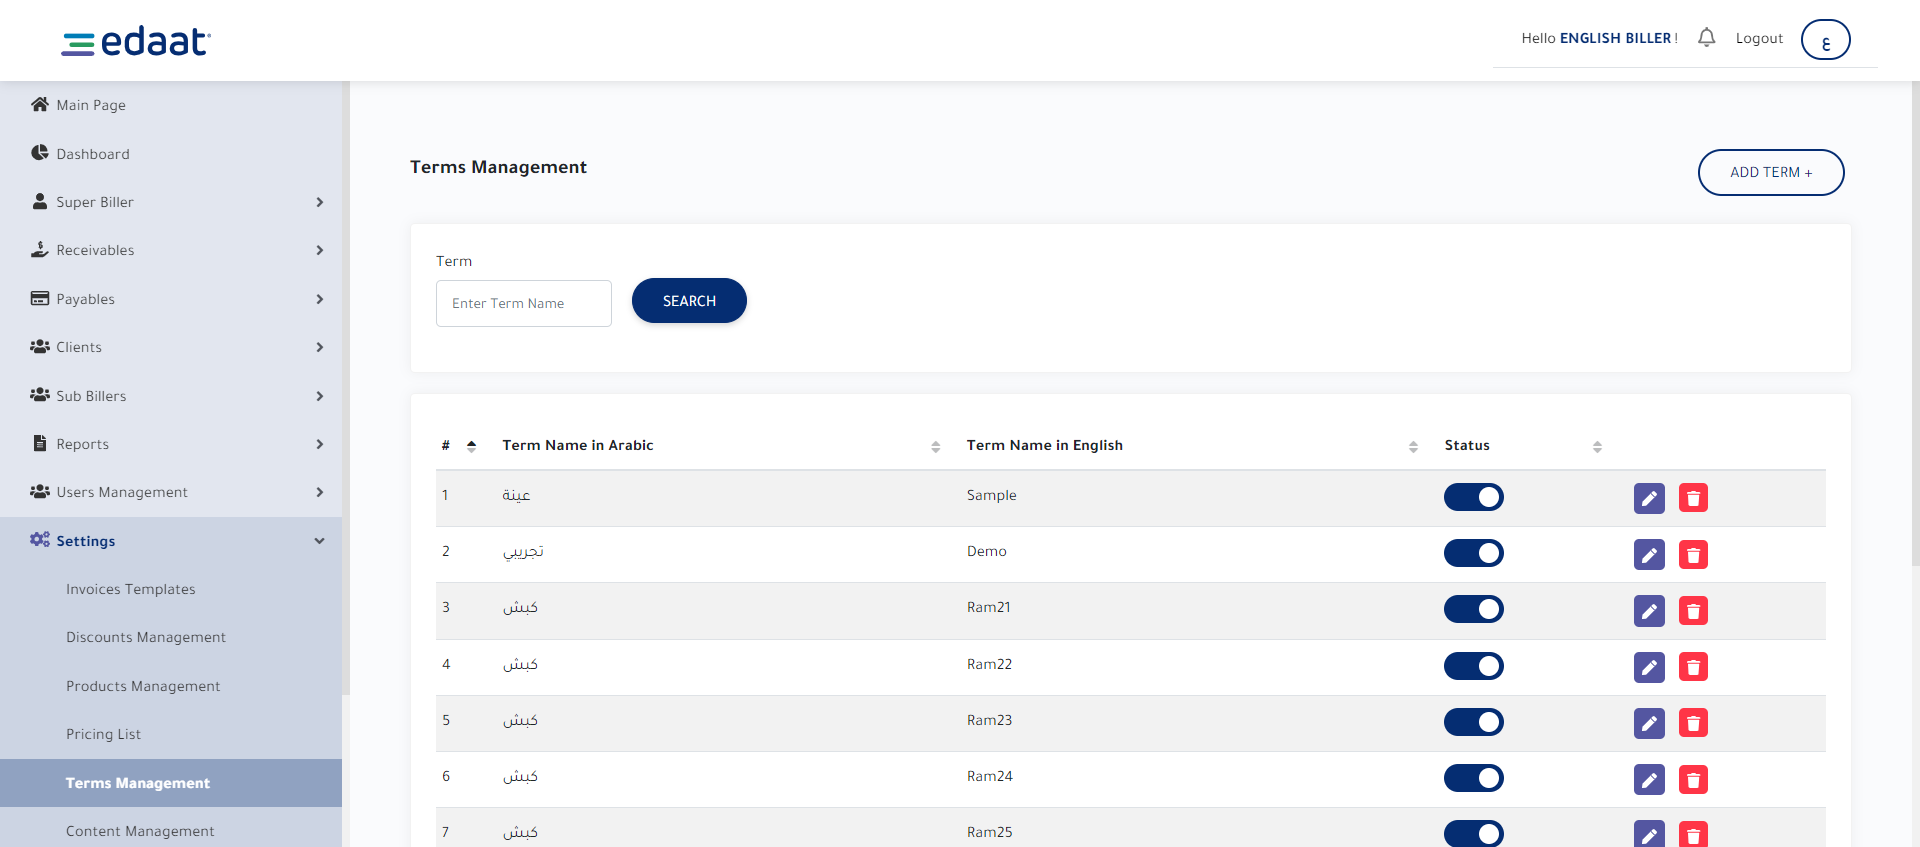 edaat
Hello ENGLISH BILLER !
Logout
ع
Main Page
Dashboard
Super Biller
Receivables
Payables
Clients
Sub Billers
Reports
Users Management
Settings
Invoices Templates
Discounts Management
Products Management
Pricing List
Terms Management
Content Management
Terms Management
ADD TERM +
Term
Enter Term Name
SEARCH
# Term Name in Arabic Term Name in English Status
1 عينة Sample
2 تجريبي Demo
3 كبش Ram21
4 كبش Ram22
5 كبش Ram23
6 كبش Ram24
7 كبش Ram25